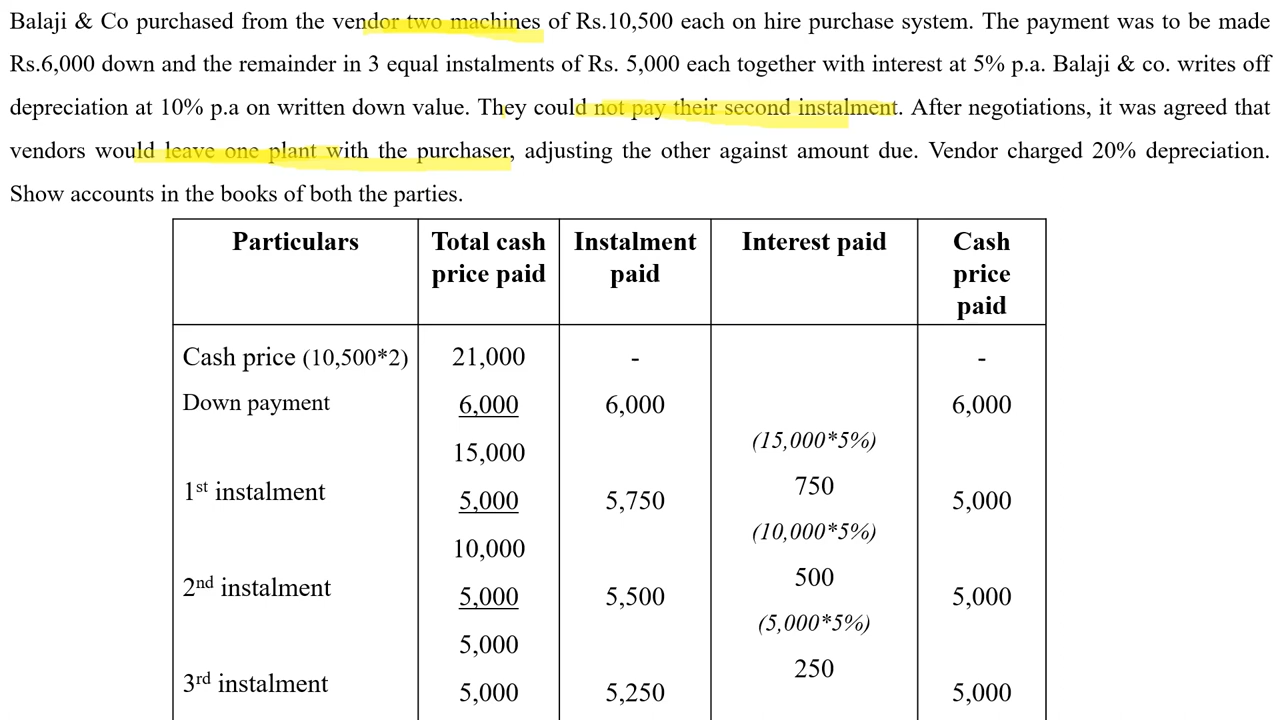 Balaji & Co purchased from the vendor two machines of Rs.10,500 each on hire purchase system. The payment was to be made
Rs.6,000 down and the remainder in 3 equal instalments of Rs. 5,000 each together with interest at 5% p.a. Balaji & co. writes off
depreciation at 10% p.a on written down value. They could not pay their second instalment. After negotiations, it was agreed that
vendors would leave one plant with the purchaser, adjusting the other against amount due. Vendor charged 20% depreciation.
Show accounts in the books of both the parties.
Particulars Total cash price paid Instalment paid Interest paid Cash price paid
Cash price (10,500*2) 21,000 - -
Down payment 6,000 6,000 6,000
(15,000*5%)
15,000
750
1st instalment 5,000 5,750 5,000
(10,000*5%)
10,000
500
2nd instalment 5,000 5,500 5,000
(5,000*5%)
5,000
250
3rd instalment 5,000 5,250 5,000